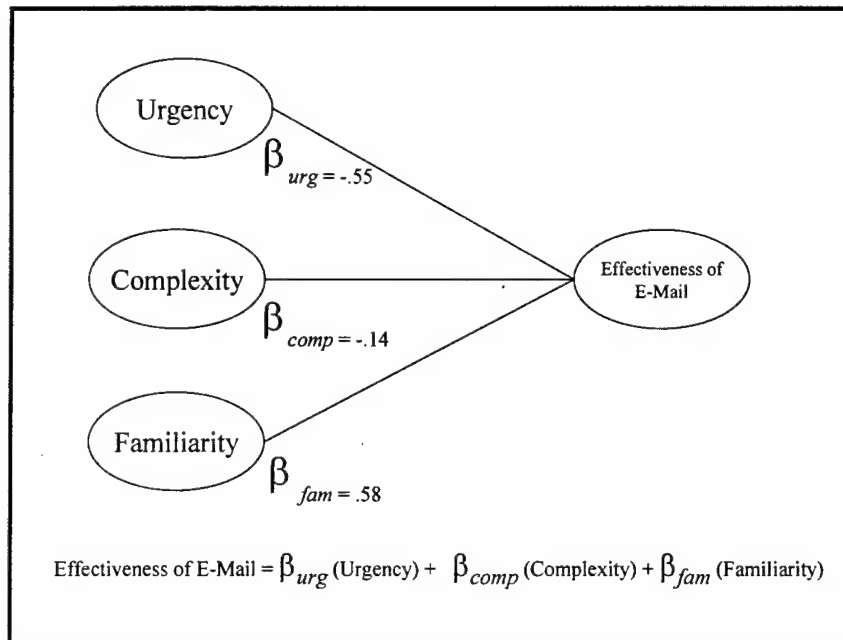 Urgency
β urg = -.55
Complexity
β comp = -.14
Effectiveness of
E-Mail
Familiarity
β fam = .58
Effectiveness of E-Mail = β urg (Urgency) + β comp (Complexity) + β fam (Familiarity)